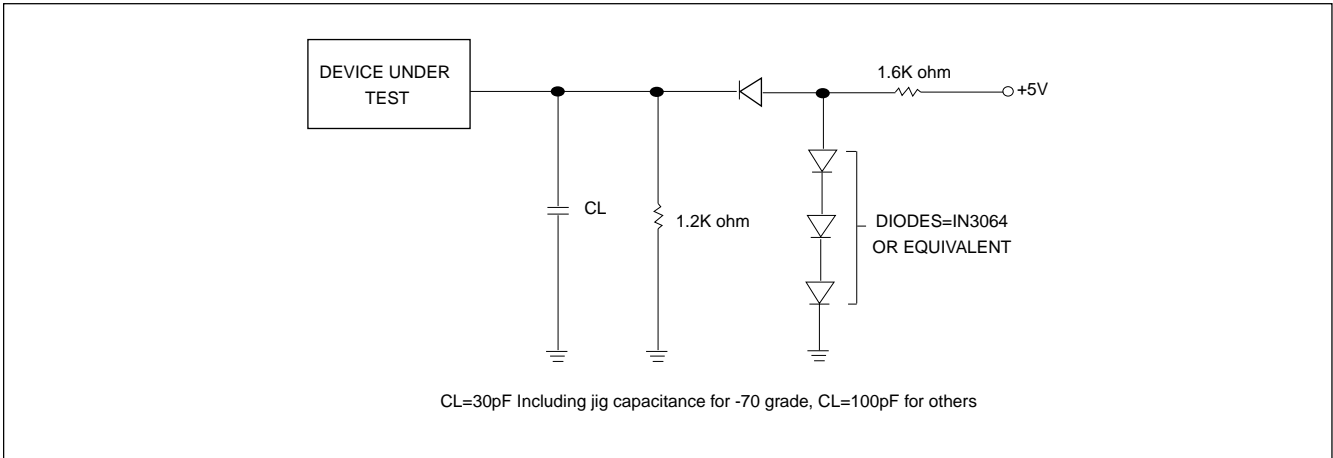 DEVICE UNDER
TEST
1.6K ohm
+5V
CL
1.2K ohm
DIODES=IN3064
OR EQUIVALENT
CL=30pF Including jig capacitance for -70 grade, CL=100pF for others